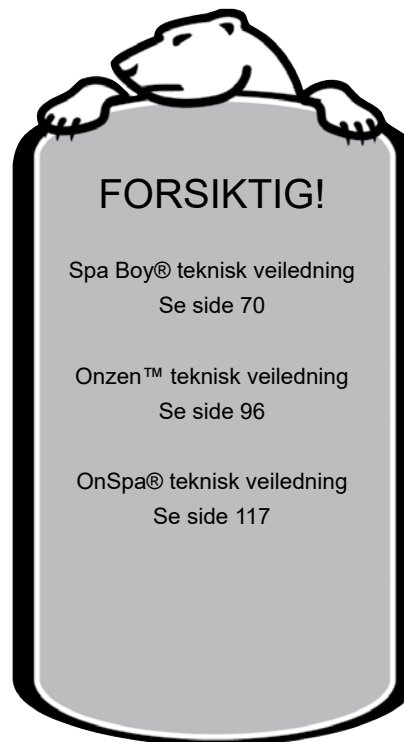 FORSIKTIG!
Spa Boy® teknisk veiledning
Se side 70
Onzen™ teknisk veiledning
Se side 96
OnSpa® teknisk veiledning
Se side 117